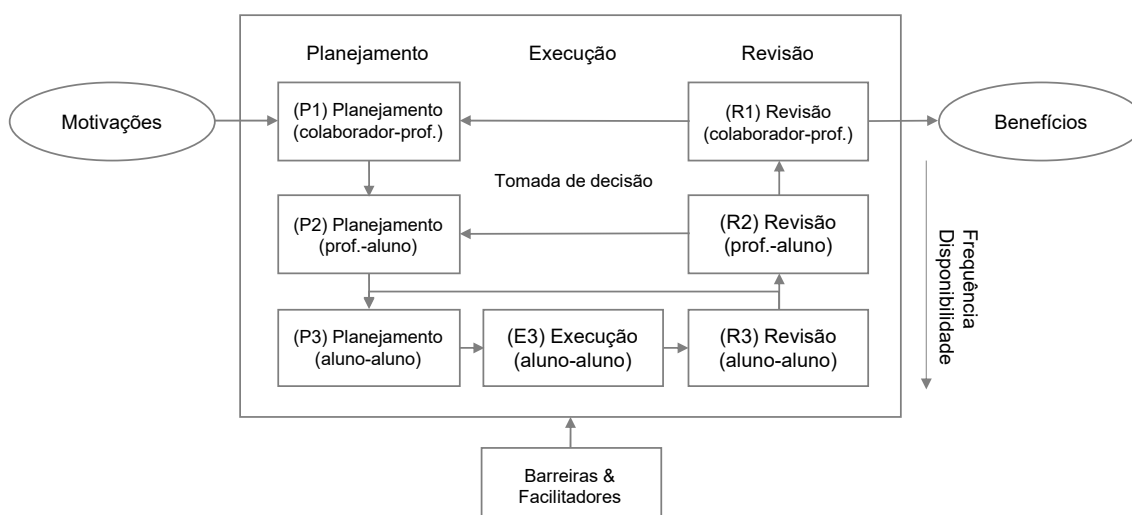 Planejamento
Execução
Revisão
Motivações
(P1) Planejamento
(colaborador-prof.)
(R1) Revisão
(colaborador-prof.)
Benefícios
Tomada de decisão
(P2) Planejamento
(prof.-aluno)
(R2) Revisão
(prof.-aluno)
Frequência
Disponibilidade
(P3) Planejamento
(aluno-aluno)
(E3) Execução
(aluno-aluno)
(R3) Revisão
(aluno-aluno)
Barreiras &
Facilitadores